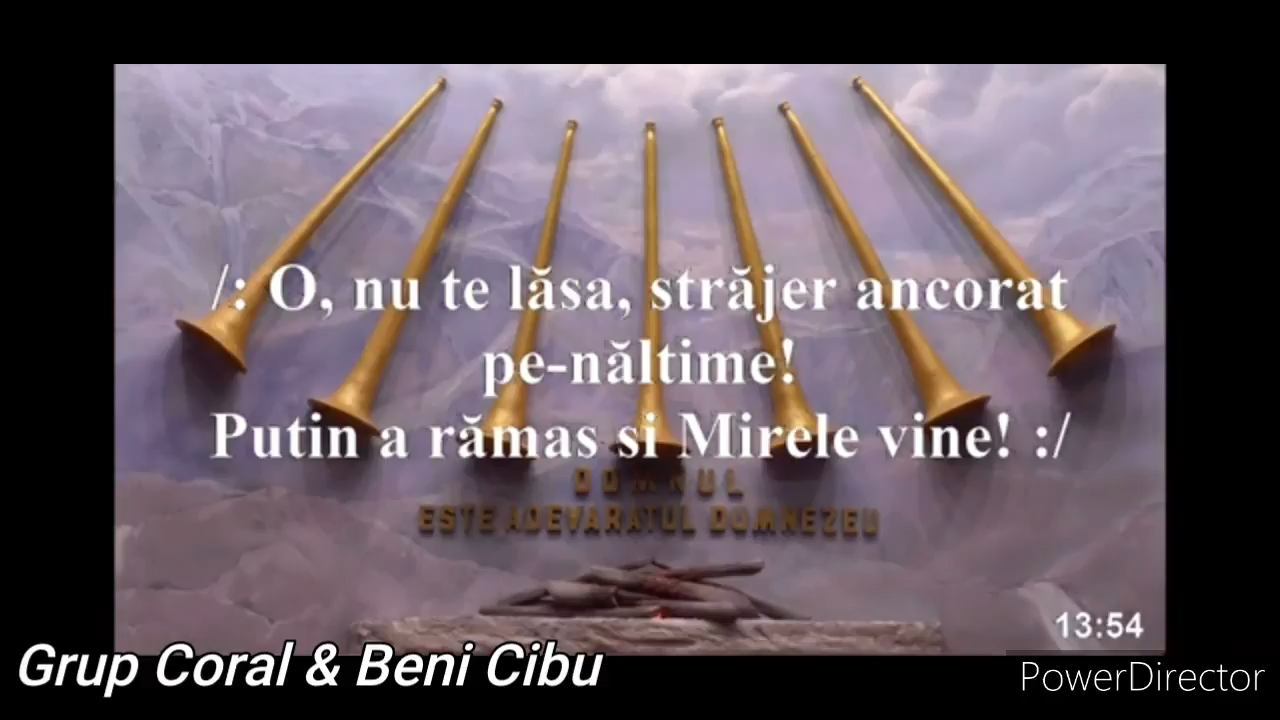 /: O, nu te lăsa, străjer ancorat
pe-năltime!
Putin a rămas si Mirele vine! :/
DOMNUL
ESTE ADEVARATUL DUMNEZEU
13:54
Grup Coral & Beni Cibu
PowerDirector